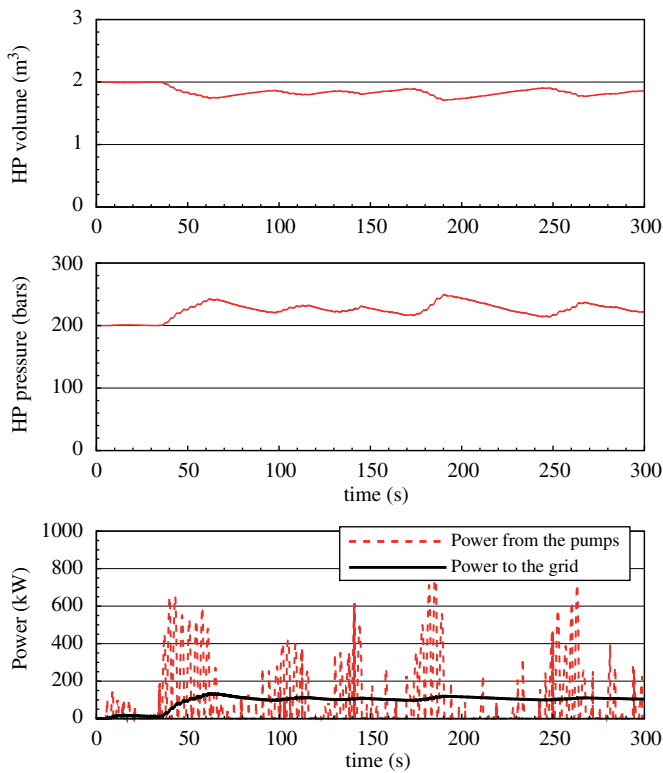 HP volume (m³)
3
2
1
0
0 50 100 150 200 250 300
HP pressure (bars)
300
200
100
0
0 50 100 150 200 250 300
time (s)
Power (kW)
1000
800
600
400
200
0
Power from the pumps
Power to the grid
0 50 100 150 200 250 300
time (s)